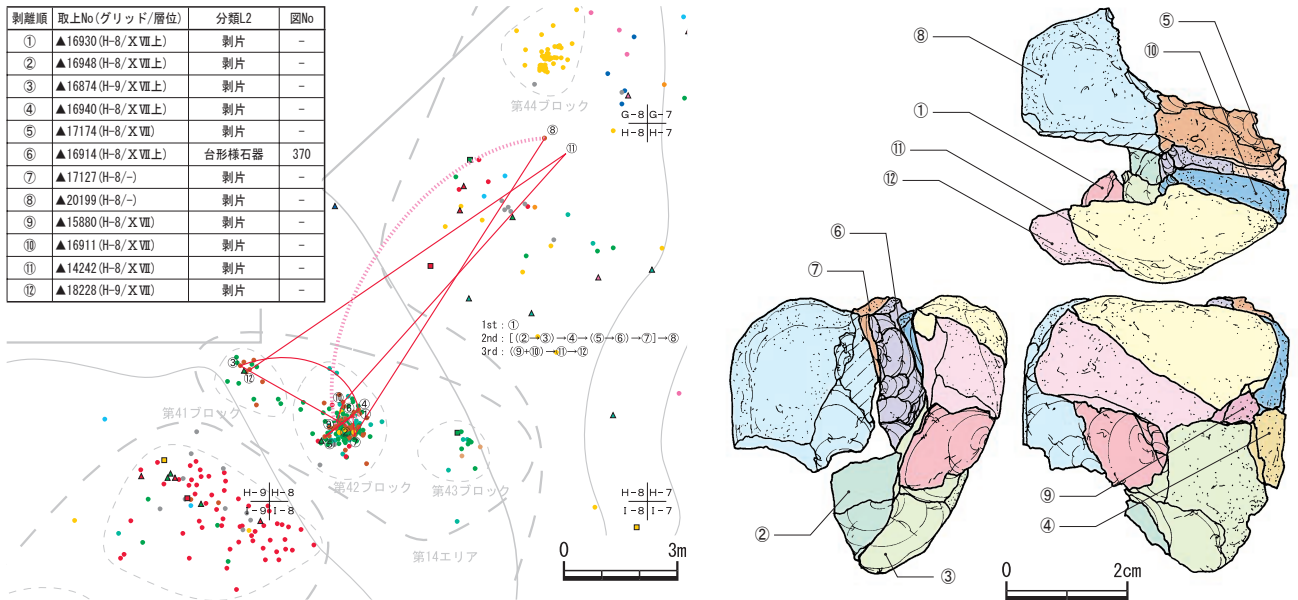 剥離順 取上No(グリッド/層位) 分類L2 図No
① ▲16930(H-8/ⅩⅦ上) 剥片 -
② ▲16948(H-8/ⅩⅦ上) 剥片 -
③ ▲16874(H-9/ⅩⅦ上) 剥片 -
④ ▲16940(H-8/ⅩⅦ上) 剥片 -
⑤ ▲17174(H-8/ⅩⅦ) 剥片 -
⑥ ▲16914(H-8/ⅩⅦ上) 台形様石器 370
⑦ ▲17127(H-8/-) 剥片 -
⑧ ▲20199(H-8/-) 剥片 -
⑨ ▲15880(H-8/ⅩⅦ) 剥片 -
⑩ ▲16911(H-8/ⅩⅦ) 剥片 -
⑪ ▲14242(H-8/ⅩⅦ) 剥片 -
⑫ ▲18228(H-9/ⅩⅦ) 剥片 -
第44ブロック
G-8 G-7
H-8 H-7
⑧
⑪
1st : ①
2nd : [(②→③)→④→(⑤→⑥)→⑦]→⑧
3rd : (⑨+⑩)→⑪→⑫
③
⑫
④
第41ブロック
第42ブロック
第43ブロック
H-9 H-8
I-9 I-8
H-8 H-7
I-8 I-7
第14エリア
0 3m
⑧
⑤
⑩
①
⑪
⑫
⑥
⑦
②
③
⑨
④
0 2cm